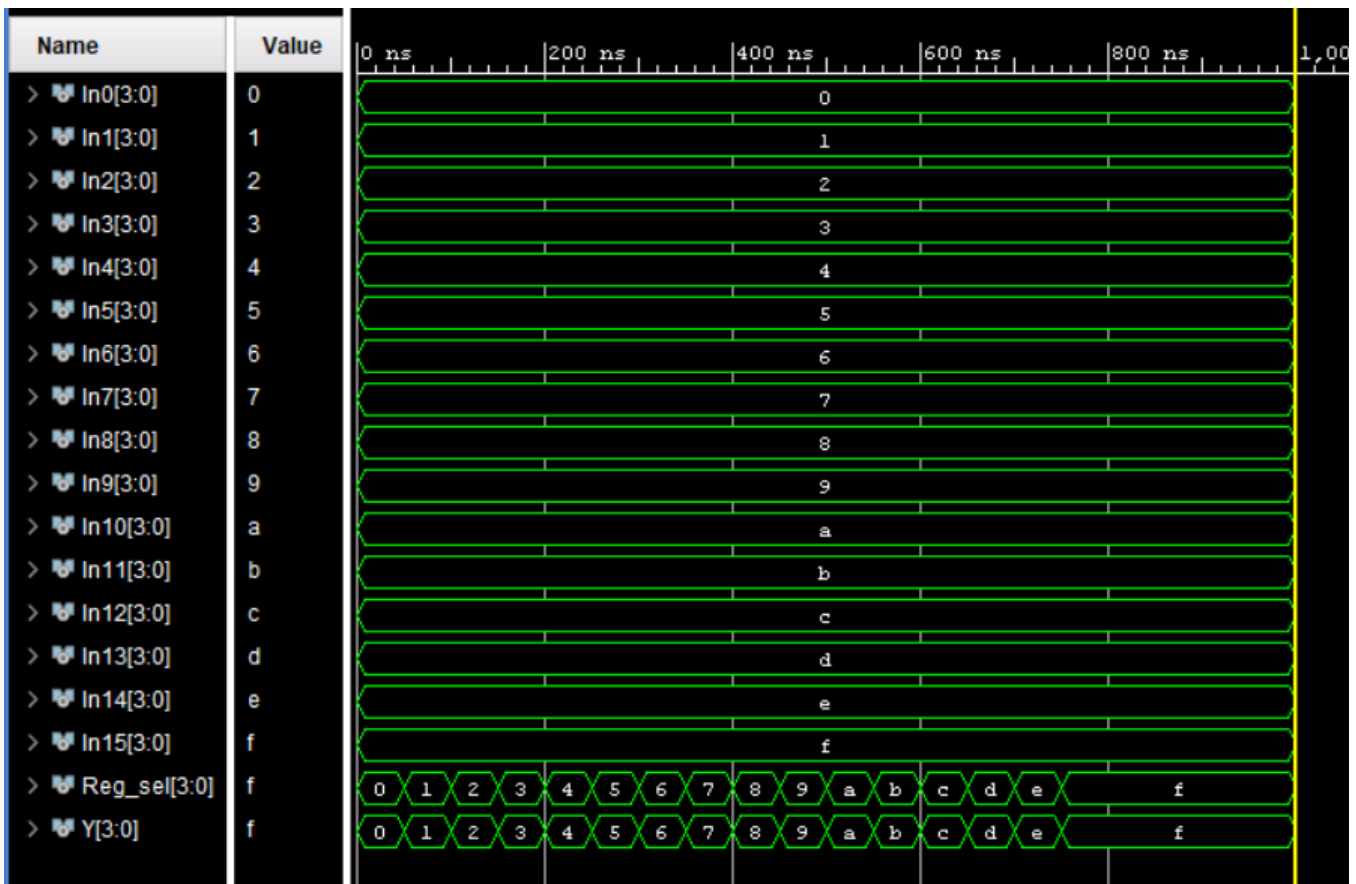 Name Value 0 ns 200 ns 400 ns 600 ns 800 ns 1,00
In0[3:0] 0 0
In1[3:0] 1 1
In2[3:0] 2 2
In3[3:0] 3 3
In4[3:0] 4 4
In5[3:0] 5 5
In6[3:0] 6 6
In7[3:0] 7 7
In8[3:0] 8 8
In9[3:0] 9 9
In10[3:0] a a
In11[3:0] b b
In12[3:0] c c
In13[3:0] d d
In14[3:0] e e
In15[3:0] f f
Reg_sel[3:0] f 0 1 2 3 4 5 6 7 8 9 a b c d e f
Y[3:0] f 0 1 2 3 4 5 6 7 8 9 a b c d e f